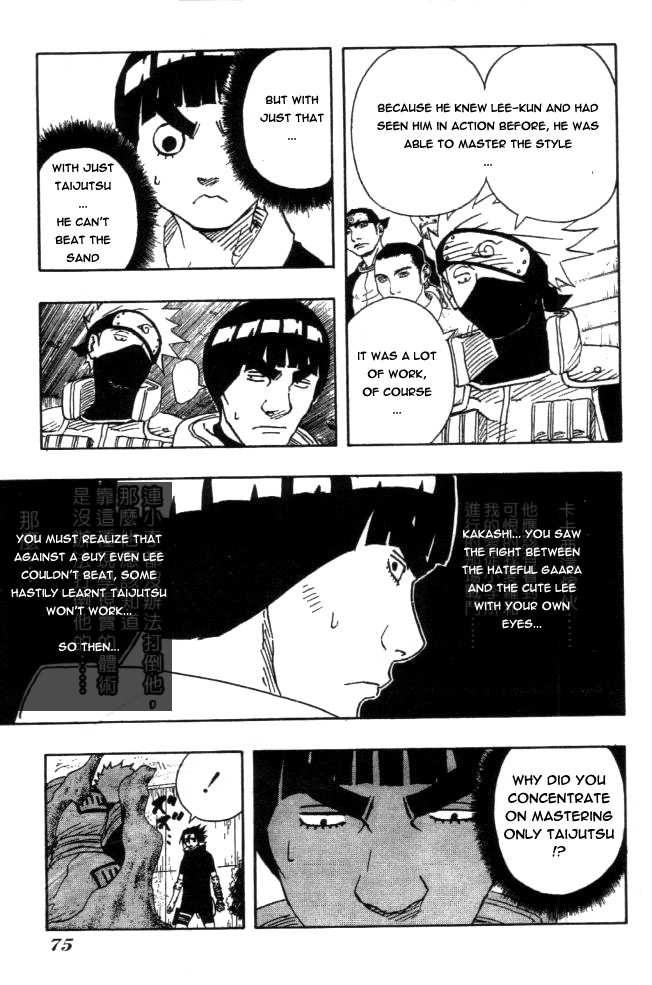 BECAUSE HE KNEW LEE-KUN AND HAD
SEEN HIM IN ACTION BEFORE, HE WAS
ABLE TO MASTER THE STYLE
...
IT WAS A LOT
OF WORK,
OF COURSE
...
BUT WITH
JUST THAT
...
WITH JUST
TAIJUTSU
...
HE CAN'T
BEAT THE
SAND
KAKASHI... YOU SAW
THE FIGHT BETWEEN
THE HATEFUL GAARA
AND THE CUTE LEE
WITH YOUR OWN
EYES...
YOU MUST REALIZE THAT
AGAINST A GUY EVEN LEE
COULDN'T BEAT, SOME
HASTILY LEARNT TAIJUTSU
WON'T WORK...
SO THEN...
WHY DID YOU
CONCENTRATE
ON MASTERING
ONLY TAIJUTSU
!?
!
75